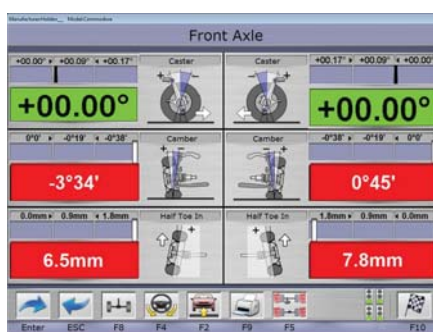 Manufacturer:Holden__ Model:Commodore
Front Axle
+00.00° +00.09° +00.17° Caster Caster +00.17° +00.09° +00.00°
+00.00° +00.00°
0°0' -0°19' -0°38' Camber Camber -0°38' -0°19' 0°0'
-3°34' 0°45'
0.0mm 0.9mm 1.8mm Half Toe In Half Toe In 1.8mm 0.9mm 0.0mm
6.5mm 7.8mm
Enter ESC F8 F4 F2 F9 F5 F10